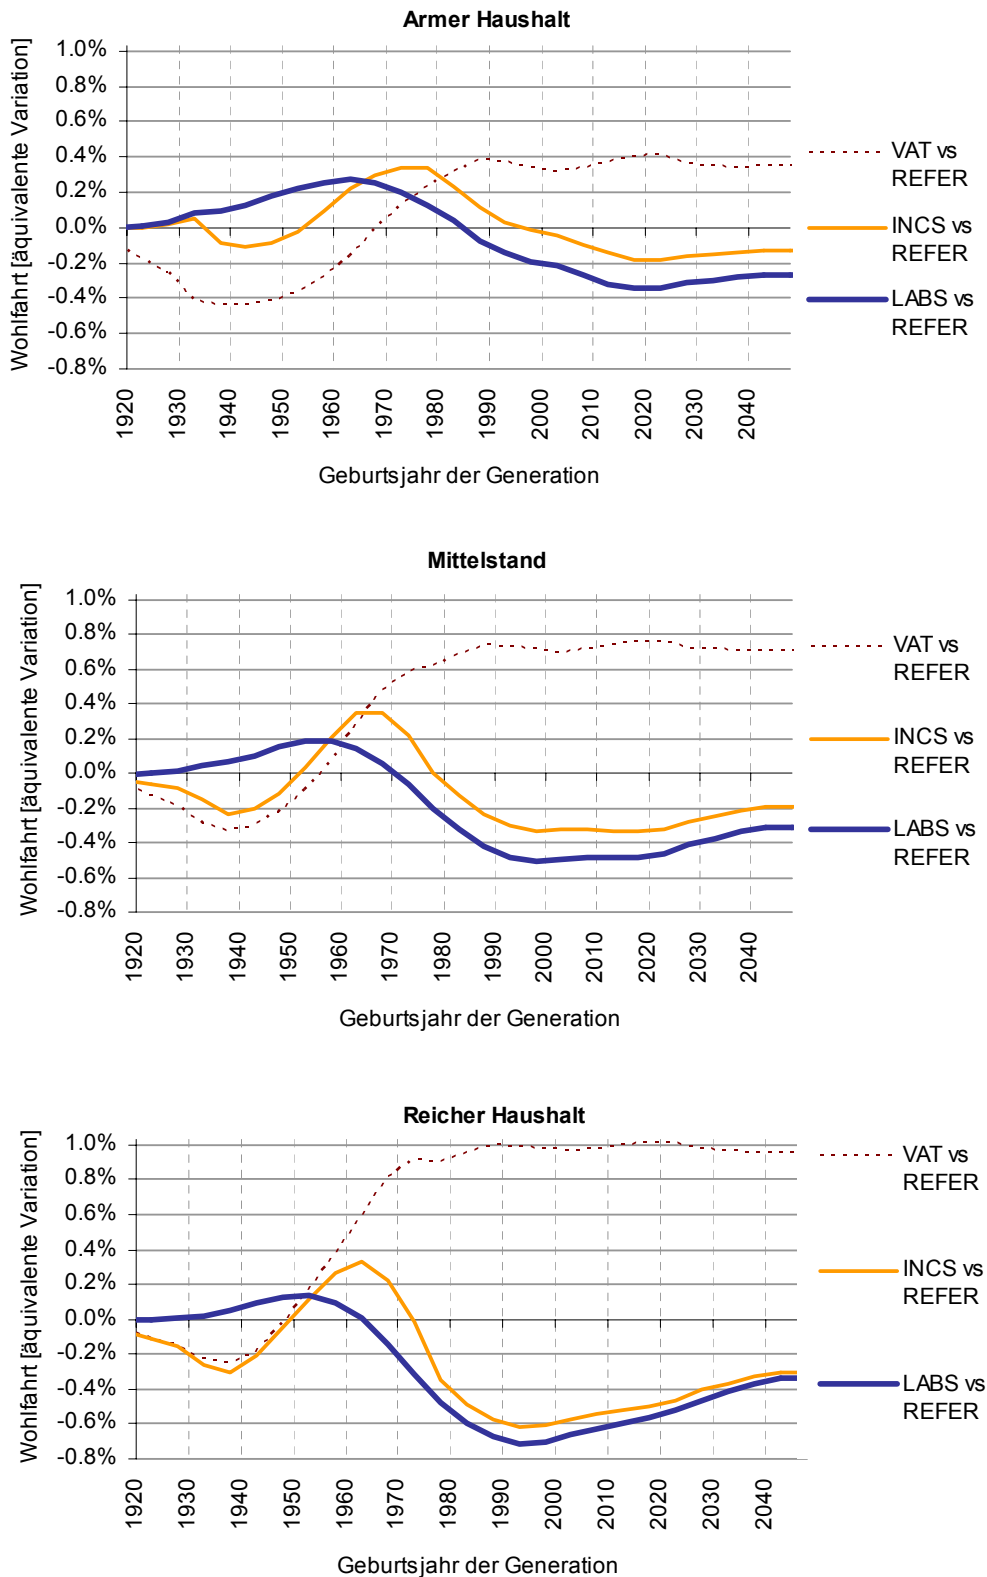 Armer Haushalt
Wohlfahrt [äquivalente Variation]
1.0%
0.8%
0.6%
0.4%
0.2%
0.0%
-0.2%
-0.4%
-0.6%
-0.8%
1920
1930
1940
1950
1960
1970
1980
1990
2000
2010
2020
2030
2040
Geburtsjahr der Generation
VAT vs
REFER
INCS vs
REFER
LABS vs
REFER
Mittelstand
Wohlfahrt [äquivalente Variation]
1.0%
0.8%
0.6%
0.4%
0.2%
0.0%
-0.2%
-0.4%
-0.6%
-0.8%
1920
1930
1940
1950
1960
1970
1980
1990
2000
2010
2020
2030
2040
Geburtsjahr der Generation
VAT vs
REFER
INCS vs
REFER
LABS vs
REFER
Reicher Haushalt
Wohlfahrt [äquivalente Variation]
1.0%
0.8%
0.6%
0.4%
0.2%
0.0%
-0.2%
-0.4%
-0.6%
-0.8%
1920
1930
1940
1950
1960
1970
1980
1990
2000
2010
2020
2030
2040
Geburtsjahr der Generation
VAT vs
REFER
INCS vs
REFER
LABS vs
REFER